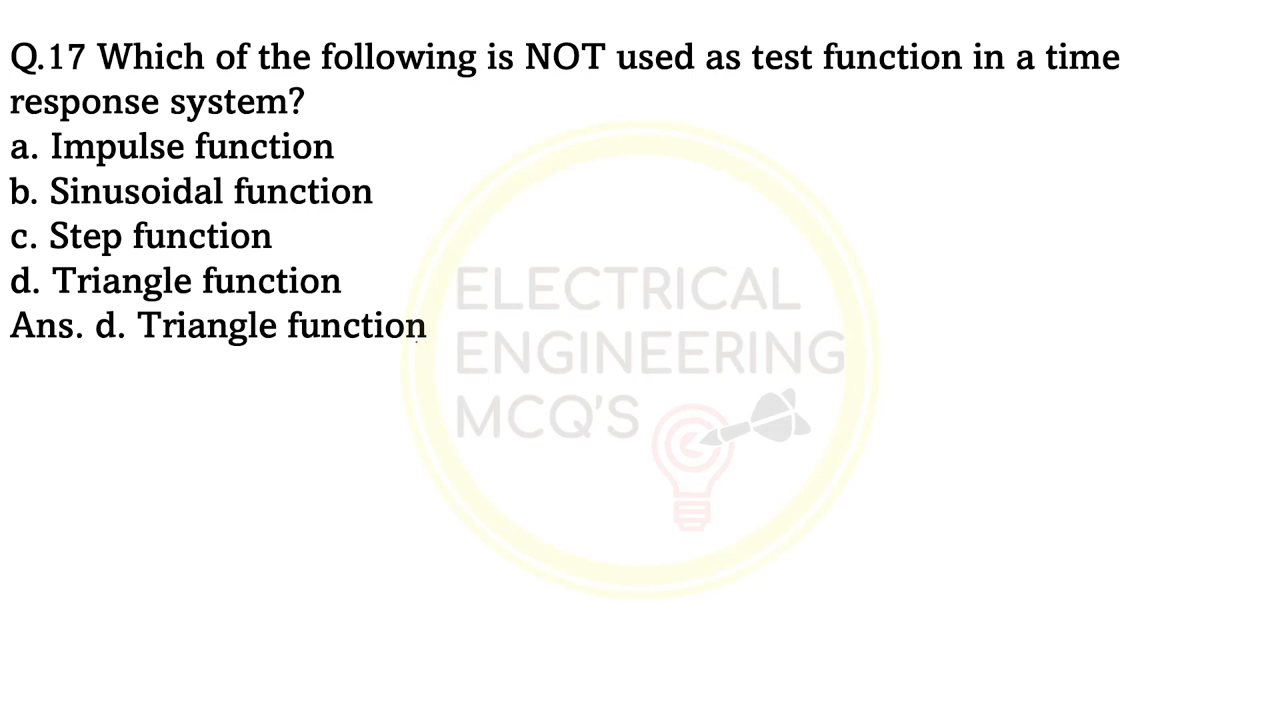 Q.17 Which of the following is NOT used as test function in a time
response system?
a. Impulse function
b. Sinusoidal function
c. Step function
d. Triangle function
Ans. d. Triangle function
ELECTRICAL
ENGINEERING
MCQ'S